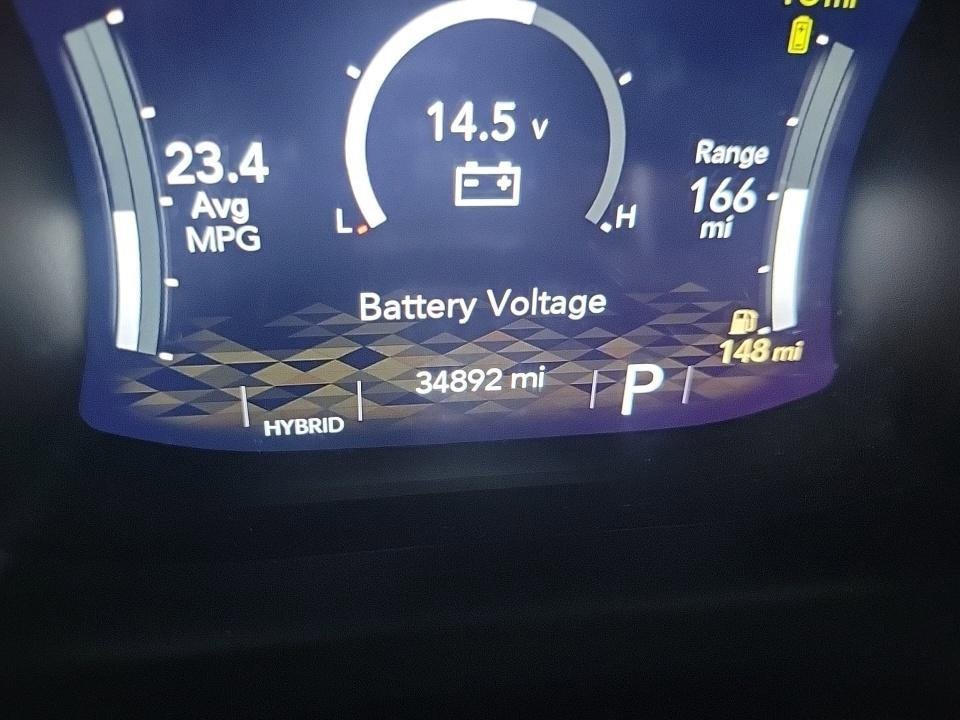 14.5 v
23.4
Avg
MPG
Range
166
mi
L
H
Battery Voltage
148 mi
34892 mi
P
HYBRID